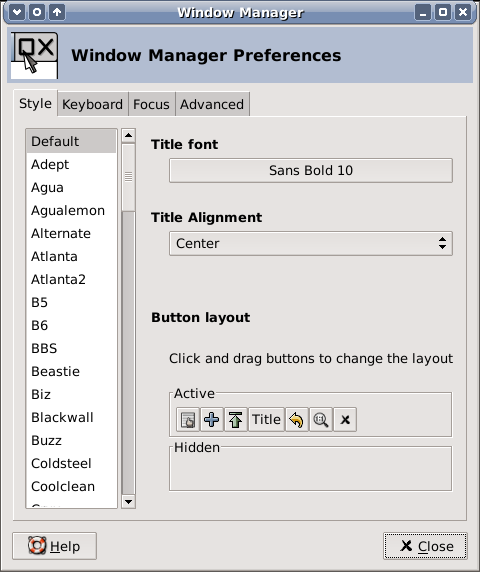 Window Manager
Window Manager Preferences
Style Keyboard Focus Advanced
Default
Adept
Agua
Agualemon
Alternate
Atlanta
Atlanta2
B5
B6
BBS
Beastie
Biz
Blackwall
Buzz
Coldsteel
Coolclean
Title font
Sans Bold 10
Title Alignment
Center
Button layout
Click and drag buttons to change the layout
Active
Title
Hidden
Help
Close